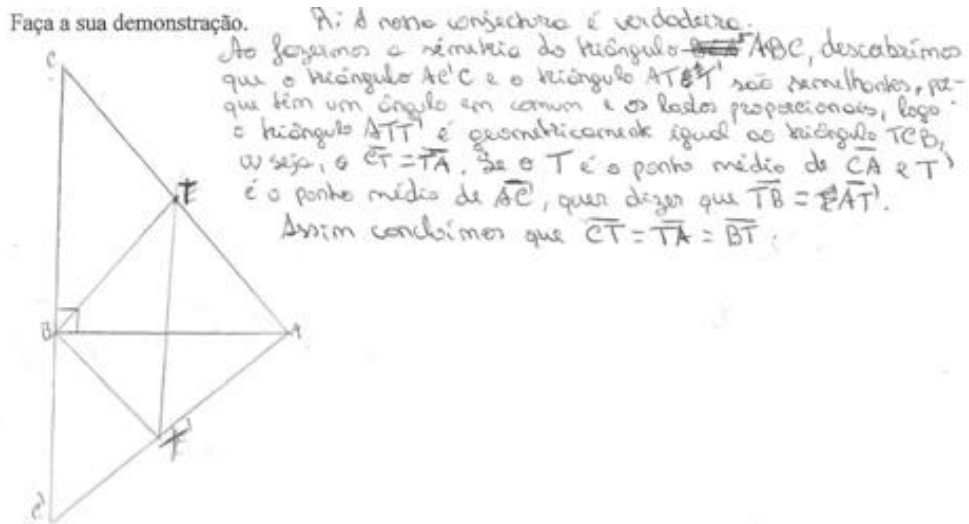 Faça a sua demonstração.
R: A nossa conjectura é verdadeira.
Ao fazermos a simetria do triângulo ABC, descobrimos
que o triângulo AC'C e o triângulo ATT' são semelhantes, por-
que têm um ângulo em comum e os lados proporcionais, logo
o triângulo ATT' é geometricamente igual ao triângulo TCB,
ou seja, o CT = TA. Se o T é o ponto médio de CA e T'
é o ponto médio de AC', quer dizer que TB = AT'.
Assim concluimos que CT = TA = BT.
C
T
B
A
T'
C'